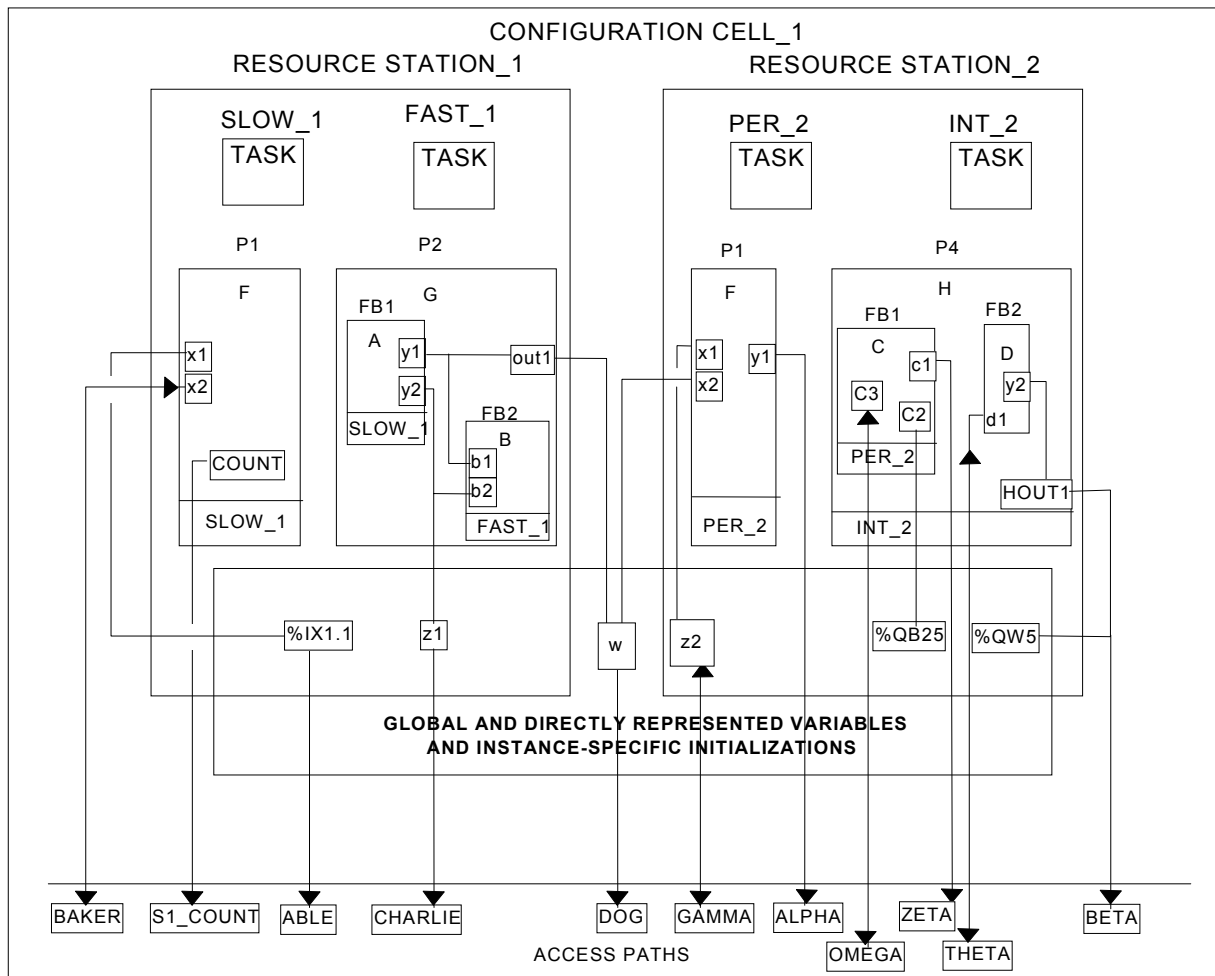 CONFIGURATION CELL_1
RESOURCE STATION_1
RESOURCE STATION_2
SLOW_1
TASK
FAST_1
TASK
PER_2
TASK
INT_2
TASK
P1
F
x1
x2
COUNT
SLOW_1
P2
G
FB1
A
y1
y2
SLOW_1
out1
FB2
B
b1
b2
FAST_1
P1
F
x1
x2
y1
PER_2
P4
H
FB1
C
c1
C3
C2
PER_2
FB2
D
y2
d1
HOUT1
INT_2
%IX1.1
z1
w
z2
%QB25
%QW5
GLOBAL AND DIRECTLY REPRESENTED VARIABLES
AND INSTANCE-SPECIFIC INITIALIZATIONS
BAKER
S1_COUNT
ABLE
CHARLIE
DOG
GAMMA
ALPHA
ZETA
BETA
ACCESS PATHS
OMEGA
THETA